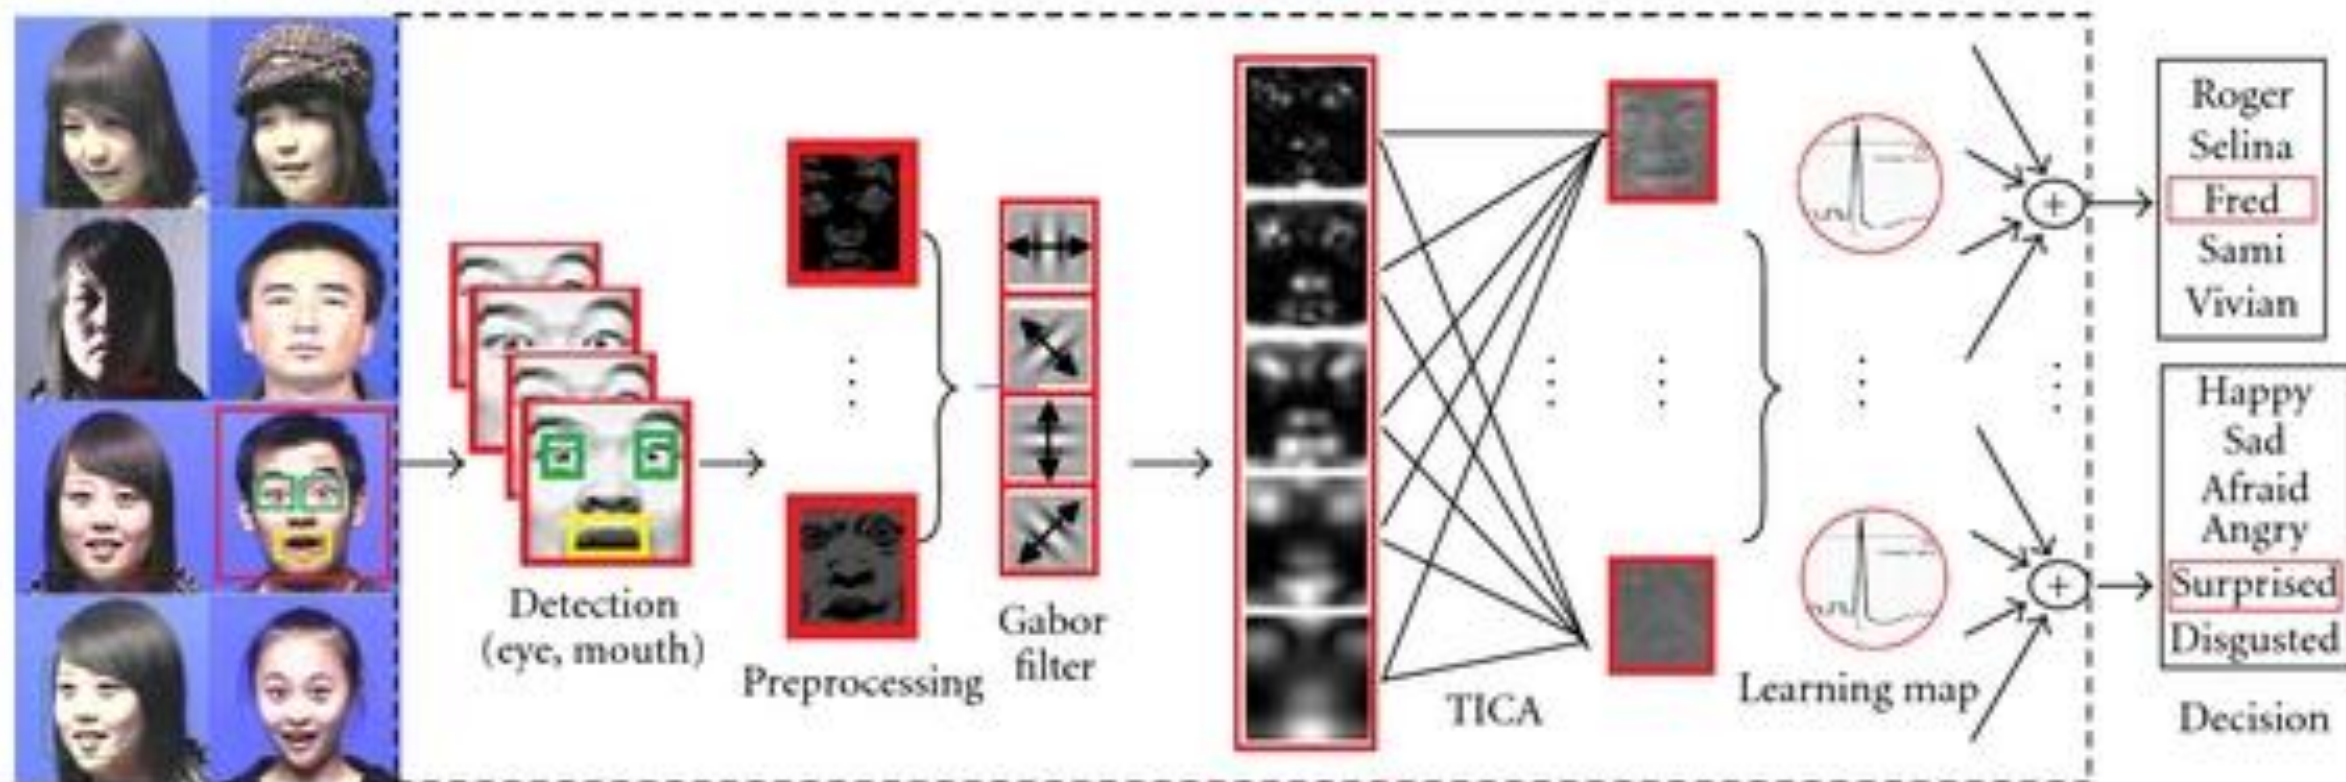 Detection
(eye, mouth)
Preprocessing
Gabor
filter
TICA
Learning map
+
+
Roger
Selina
Fred
Sami
Vivian
Happy
Sad
Afraid
Angry
Surprised
Disgusted
Decision